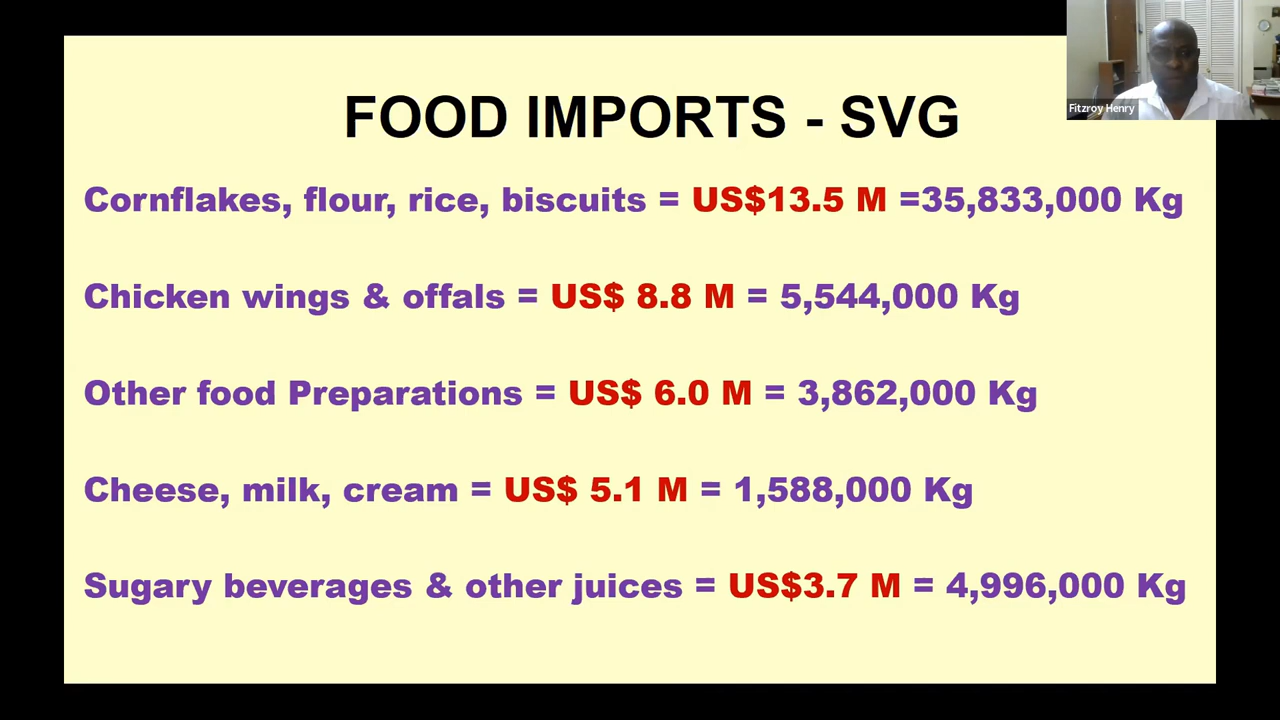 FOOD IMPORTS - SVG
Fitzroy Henry
Cornflakes, flour, rice, biscuits = US$13.5 M =35,833,000 Kg
Chicken wings & offals = US$ 8.8 M = 5,544,000 Kg
Other food Preparations = US$ 6.0 M = 3,862,000 Kg
Cheese, milk, cream = US$ 5.1 M = 1,588,000 Kg
Sugary beverages & other juices = US$3.7 M = 4,996,000 Kg